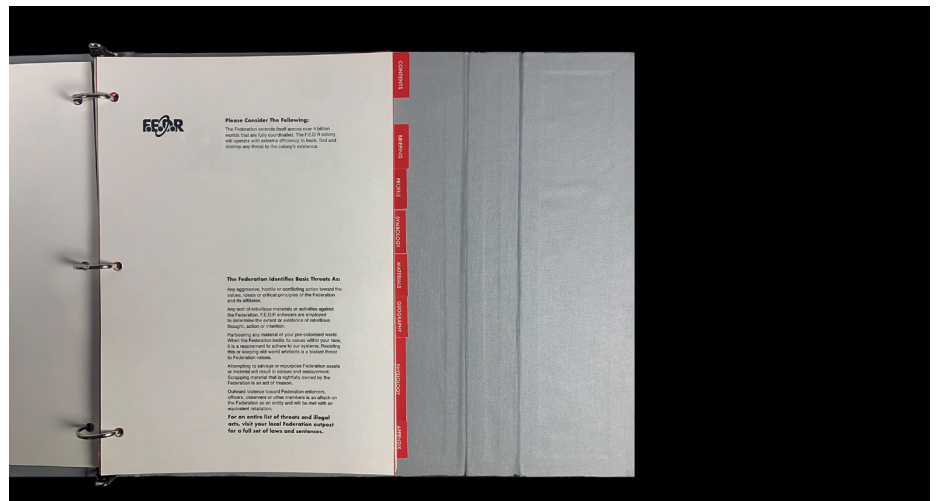 F.E.D.R
Please Consider The Following:
The Federation extends itself across over 4 billion
worlds that are fully coordinated. The F.E.D.R colony
will operate with extreme efficiency to track, find and
destroy any threat to the colony's existence.
The Federation Identifies Basic Threats As:
Any aggressive, hostile or conflicting action toward the
values, ideals or critical principles of the Federation
and its affiliates.
Any sort of rebellious materials or activities against
the Federation. F.E.D.R enforcers are employed
to determine the extent or existence of rebellious
thought, action or intention.
Harbouring any material of your pre-colonised world.
When the Federation instils its values within your race,
it is a requirement to adhere to our systems. Resisting
this or keeping old-world artefacts is a blatant threat
to Federation values.
Attempting to salvage or repurpose Federation assets
or material will result in seizure and
Scrapping material that is rightfully owned by the
Federation is an act of treason.
Outward violence toward Federation enforcers,
officers, observers or other members is an attack on
the Federation as an entity and will be met with an
equivalent retaliation.
For an entire list of threats and illegal
acts, visit your local Federation outpost
for a full set of laws and sentences.
CONTENTS
BRIEFING
PROFILE
SYMBOLOGY
MATERIALS
GEOGRAPHY
PHYSIOLOGY
APPENDIX